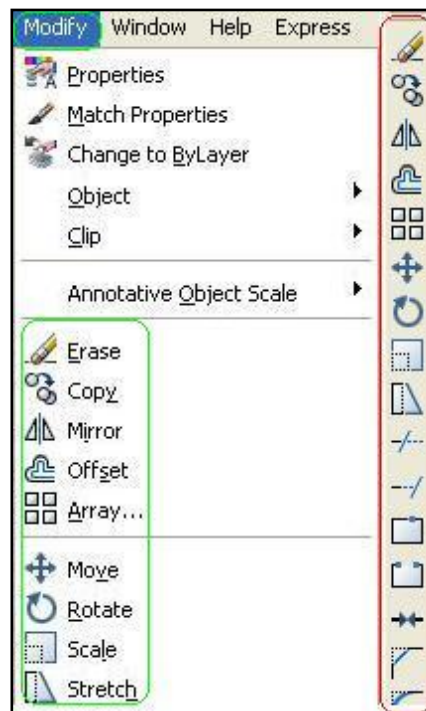 Modify Window Help Express
Properties
Match Properties
Change to ByLayer
Object
Clip
Annotative Object Scale
Erase
Copy
Mirror
Offset
Array...
Move
Rotate
Scale
Stretch